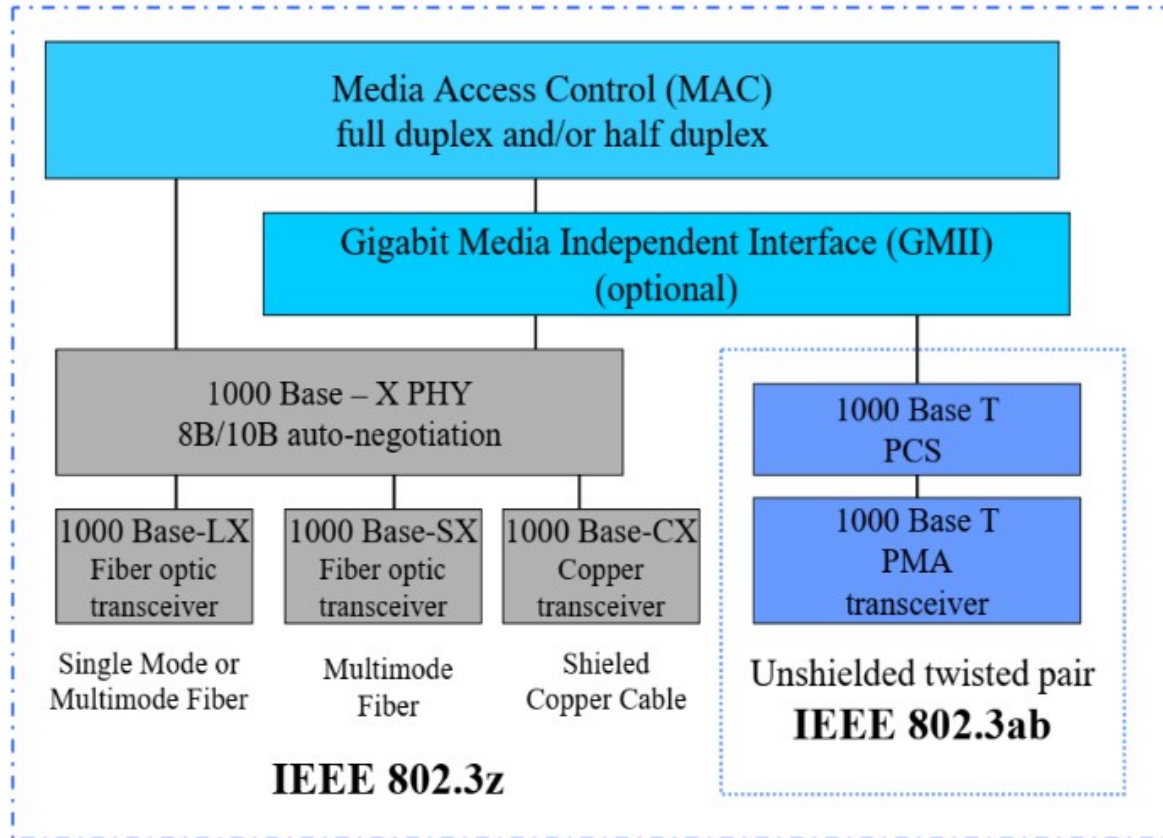 Media Access Control (MAC)
full duplex and/or half duplex
Gigabit Media Independent Interface (GMII)
(optional)
1000 Base – X PHY
8B/10B auto-negotiation
1000 Base T
PCS
1000 Base-LX
Fiber optic
transceiver
1000 Base-SX
Fiber optic
transceiver
1000 Base-CX
Copper
transceiver
1000 Base T
PMA
transceiver
Single Mode or
Multimode Fiber
Multimode
Fiber
Shieled
Copper Cable
Unshielded twisted pair
IEEE 802.3ab
IEEE 802.3z